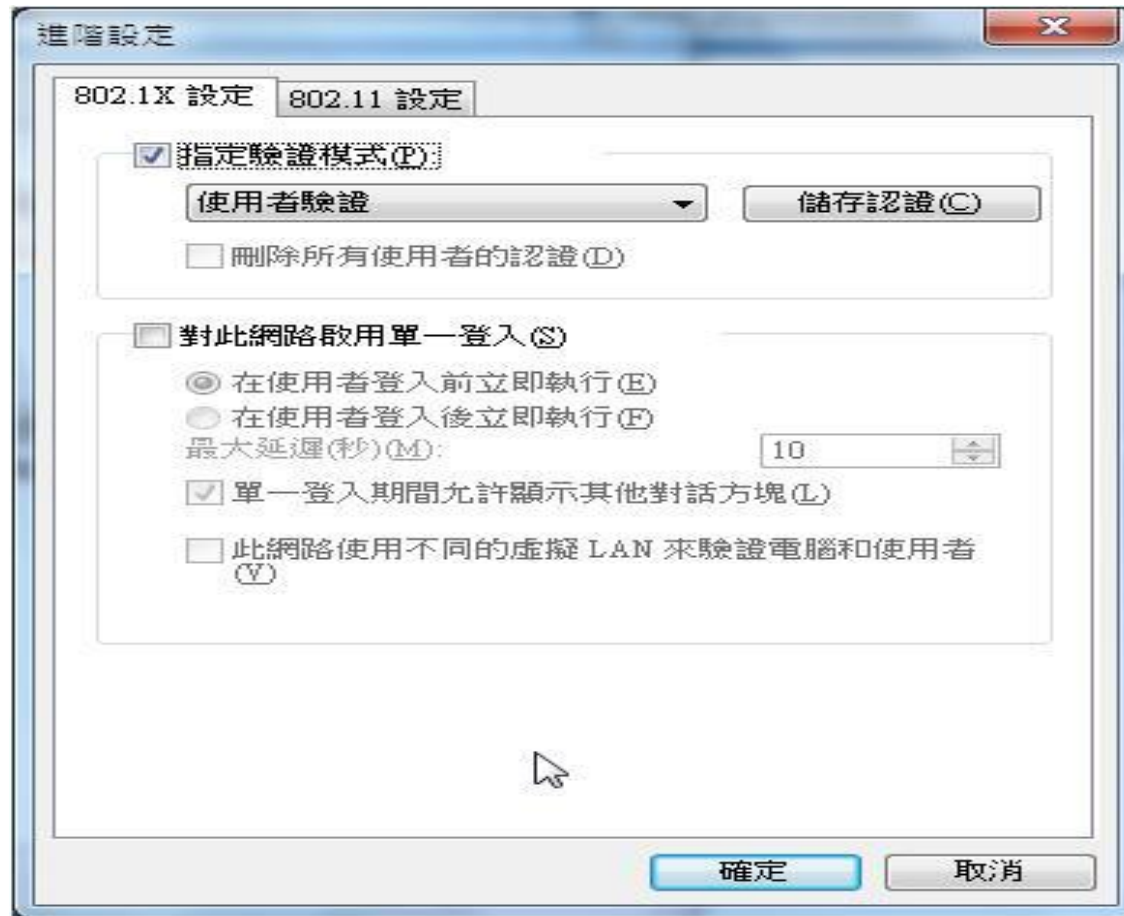 進階設定
802.1X 設定
802.11 設定
指定驗證模式(P):
使用者驗證
儲存認證(C)
刪除所有使用者的認證(D)
對此網路啟用單一登入(S)
在使用者登入前立即執行(E)
在使用者登入後立即執行(F)
最大延遲(秒)(M):
10
單一登入期間允許顯示其他對話方塊(L)
此網路使用不同的虛擬 LAN 來驗證電腦和使用者
(V)
確定
取消